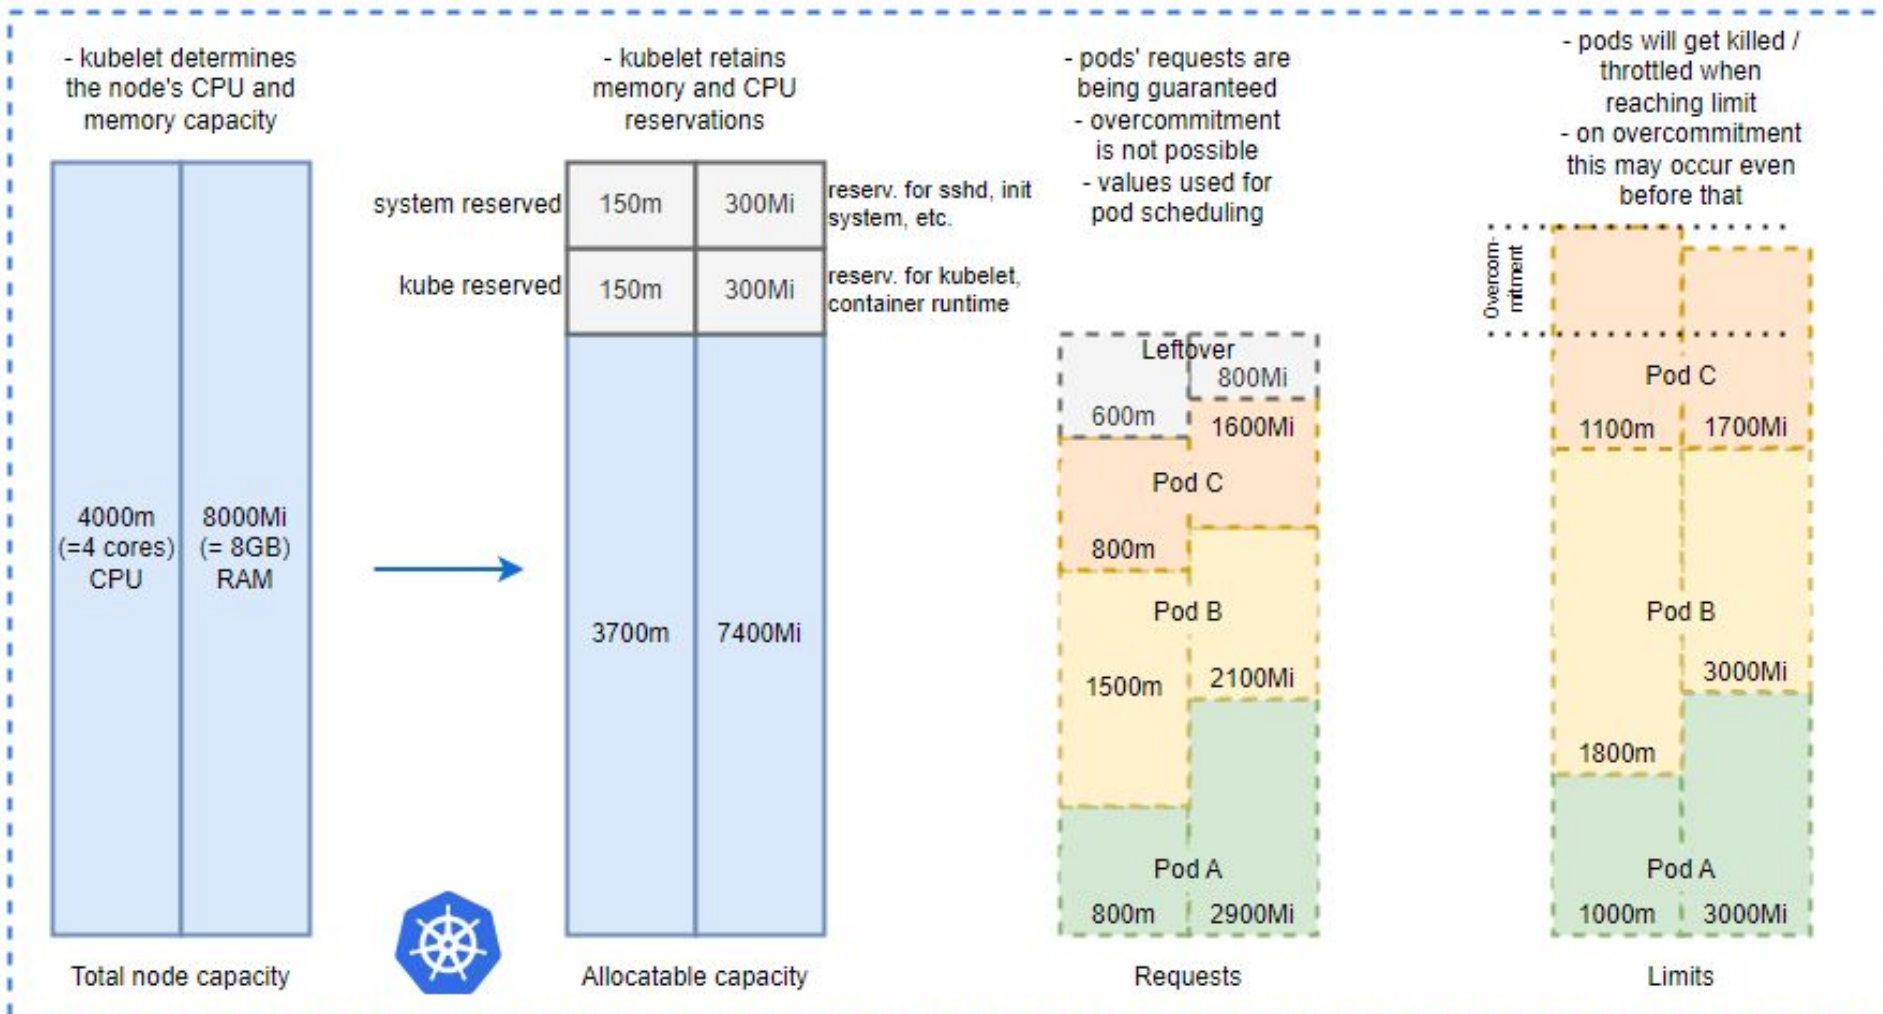 - kubelet determines
the node's CPU and
memory capacity
4000m
(=4 cores)
CPU
8000Mi
(= 8GB)
RAM
Total node capacity
- kubelet retains
memory and CPU
reservations
system reserved
150m
300Mi
reserv. for sshd, init
system, etc.
kube reserved
150m
300Mi
reserv. for kubelet,
container runtime
3700m
7400Mi
Allocatable capacity
- pods' requests are
being guaranteed
- overcommitment
is not possible
- values used for
pod scheduling
Leftover
800Mi
600m
1600Mi
Pod C
800m
Pod B
2100Mi
1500m
Pod A
800m
2900Mi
Requests
- pods will get killed /
throttled when
reaching limit
- on overcommitment
this may occur even
before that
Overcom-
mitment
Pod C
1100m
1700Mi
Pod B
3000Mi
1800m
Pod A
1000m
3000Mi
Limits